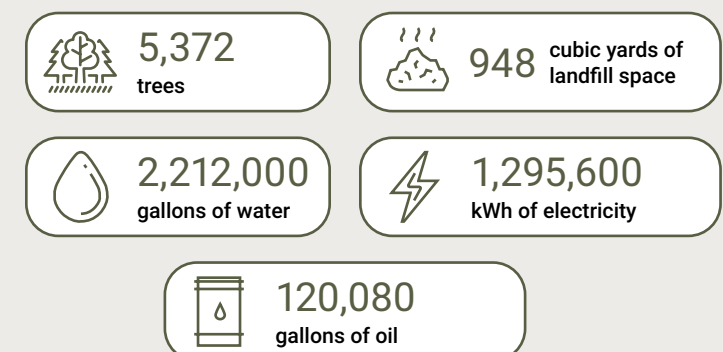 5,372
trees
948
cubic yards of
landfill space
2,212,000
gallons of water
1,295,600
kWh of electricity
120,080
gallons of oil